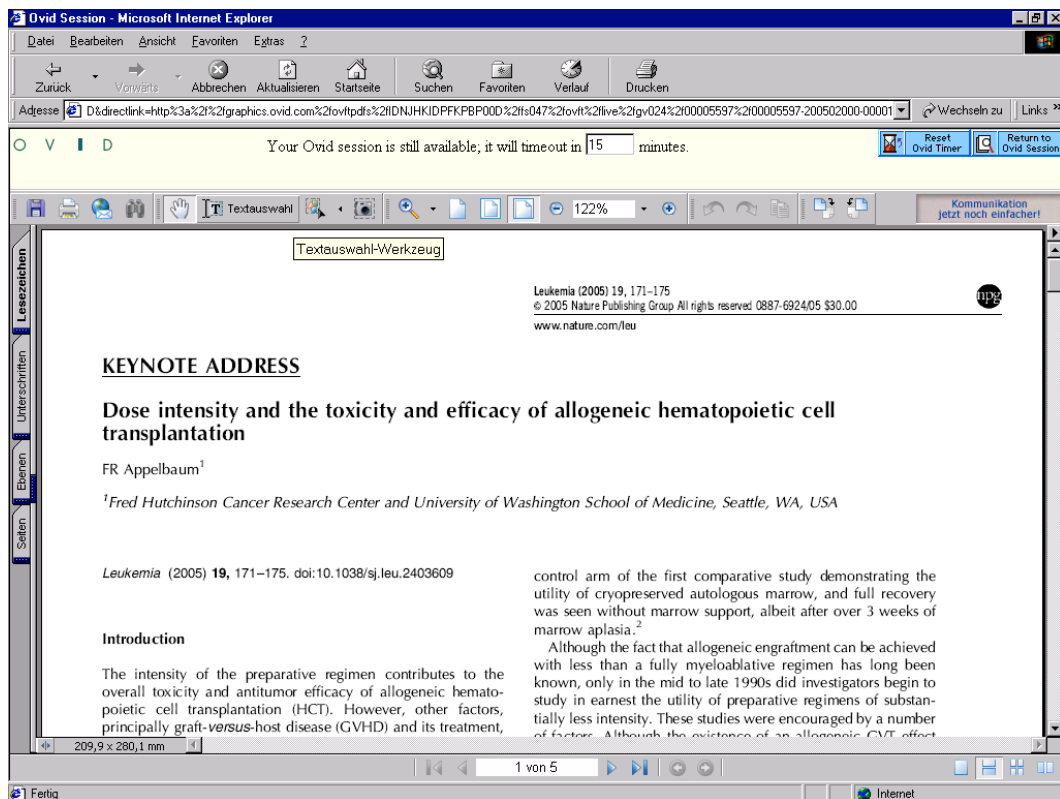 Ovid Session - Microsoft Internet Explorer
Datei Bearbeiten Ansicht Favoriten Extras ?
Zurück Vorwärts Abbrechen Aktualisieren Startseite Suchen Favoriten Verlauf Drucken
Adresse D&directlink=http%3a%2f%2fgraphics.ovid.com%2fovftpdfs%2fIDNJHKIDPFKPBP00D%2ffs047%2fovft%2flive%2fgv024%2f00005597%2f00005597-200502000-00001 Wechseln zu Links »
O V I D Your Ovid session is still available; it will timeout in 15 minutes. Reset Ovid Timer Return to Ovid Session
Textauswahl 122% Kommunikation jetzt noch einfacher!
Textauswahl-Werkzeug
Lesezeichen
Unterschriften
Ebenen
Seiten
Leukemia (2005) 19, 171–175
© 2005 Nature Publishing Group All rights reserved 0887-6924/05 $30.00
npg
www.nature.com/leu
KEYNOTE ADDRESS
Dose intensity and the toxicity and efficacy of allogeneic hematopoietic cell
transplantation
FR Appelbaum1
1Fred Hutchinson Cancer Research Center and University of Washington School of Medicine, Seattle, WA, USA
Leukemia (2005) 19, 171–175. doi:10.1038/sj.leu.2403609
Introduction
The intensity of the preparative regimen contributes to the
overall toxicity and antitumor efficacy of allogeneic hemato-
poietic cell transplantation (HCT). However, other factors,
principally graft-versus-host disease (GVHD) and its treatment,
control arm of the first comparative study demonstrating the
utility of cryopreserved autologous marrow, and full recovery
was seen without marrow support, albeit after over 3 weeks of
marrow aplasia.2
Although the fact that allogeneic engraftment can be achieved
with less than a fully myeloablative regimen has long been
known, only in the mid to late 1990s did investigators begin to
study in earnest the utility of preparative regimens of substan-
tially less intensity. These studies were encouraged by a number
of factors. Although the existence of an allogeneic GVT effect
209,9 x 280,1 mm
1 von 5
Fertig Internet